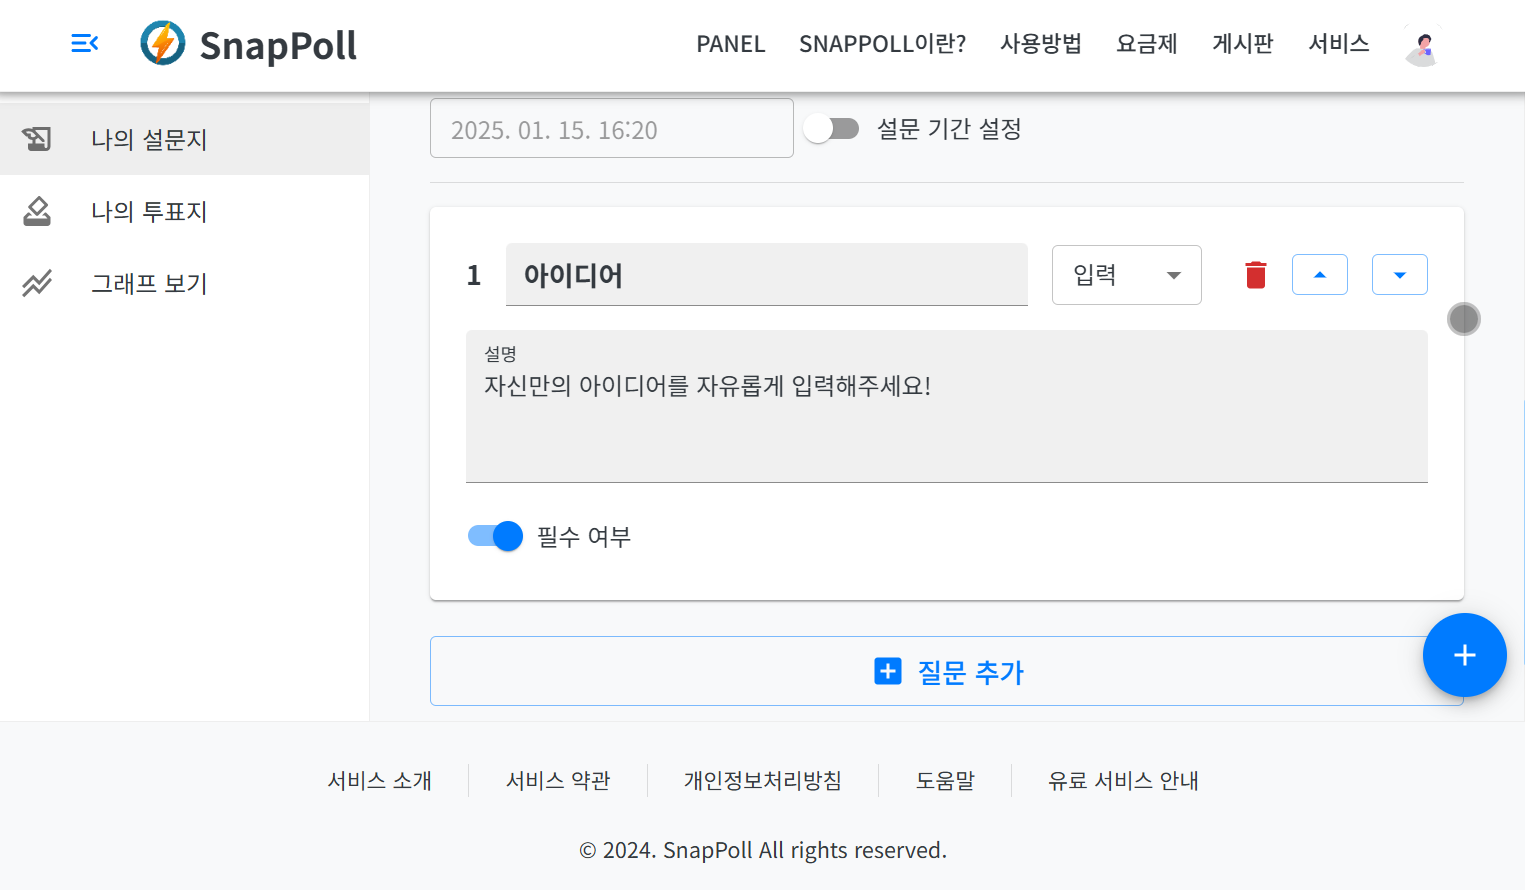 SnapPoll
PANEL SNAPPOLL이란? 사용방법 요금제 게시판 서비스
나의 설문지
나의 투표지
그래프 보기
2025. 01. 15. 16:20 설문 기간 설정
1 아이디어 입력
설명
자신만의 아이디어를 자유롭게 입력해주세요!
필수 여부
질문 추가
서비스 소개 서비스 약관 개인정보처리방침 도움말 유료 서비스 안내
© 2024. SnapPoll All rights reserved.